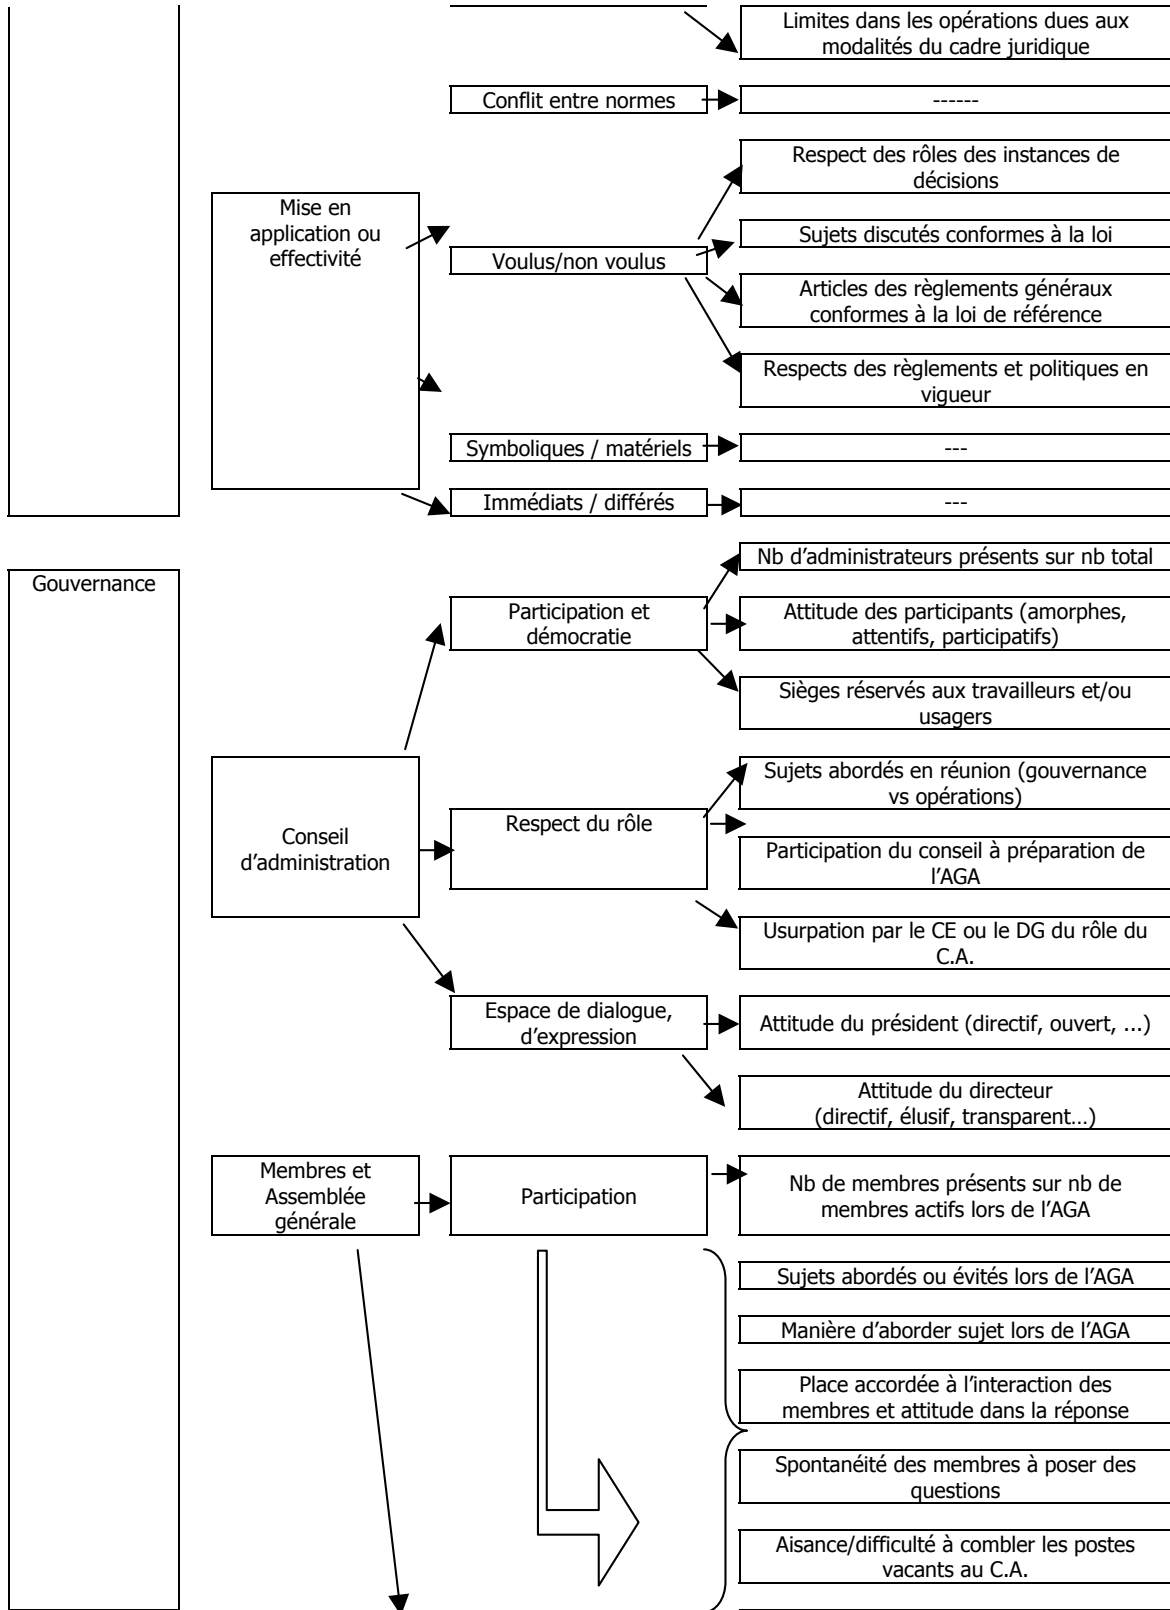 Limites dans les opérations dues aux
modalités du cadre juridique
Conflit entre normes
------
Respect des rôles des instances de
décisions
Mise en
application ou
effectivité
Voulus/non voulus
Sujets discutés conformes à la loi
Articles des règlements généraux
conformes à la loi de référence
Respects des règlements et politiques en
vigueur
Symboliques / matériels
---
Immédiats / différés
---
Gouvernance
Nb d'administrateurs présents sur nb total
Participation et
démocratie
Attitude des participants (amorphes,
attentifs, participatifs)
Sièges réservés aux travailleurs et/ou
usagers
Conseil
d'administration
Respect du rôle
Sujets abordés en réunion (gouvernance
vs opérations)
Participation du conseil à préparation de
l'AGA
Usurpation par le CE ou le DG du rôle du
C.A.
Espace de dialogue,
d'expression
Attitude du président (directif, ouvert, ...)
Attitude du directeur
(directif, élusif, transparent…)
Membres et
Assemblée
générale
Participation
Nb de membres présents sur nb de
membres actifs lors de l'AGA
Sujets abordés ou évités lors de l'AGA
Manière d'aborder sujet lors de l'AGA
Place accordée à l'interaction des
membres et attitude dans la réponse
Spontanéité des membres à poser des
questions
Aisance/difficulté à combler les postes
vacants au C.A.